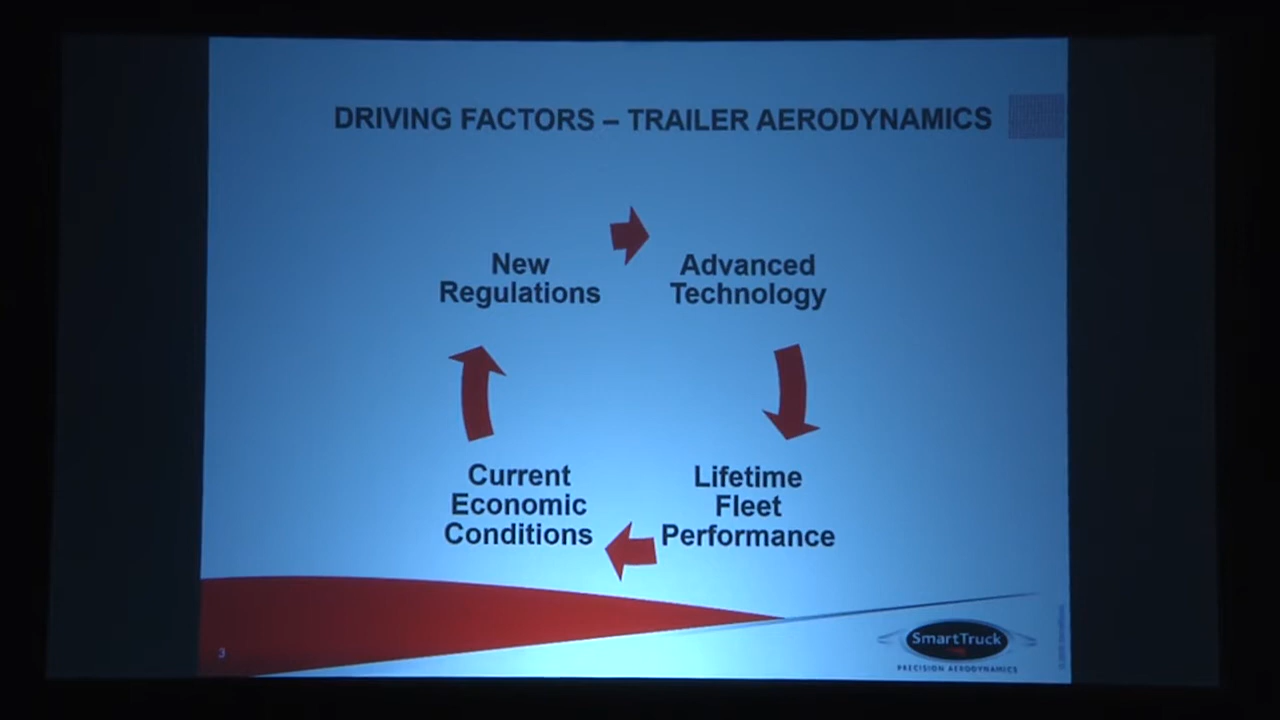 DRIVING FACTORS – TRAILER AERODYNAMICS
New
Regulations
Advanced
Technology
Current
Economic
Conditions
Lifetime
Fleet
Performance
3
SmartTruck
PRECISION AERODYNAMICS